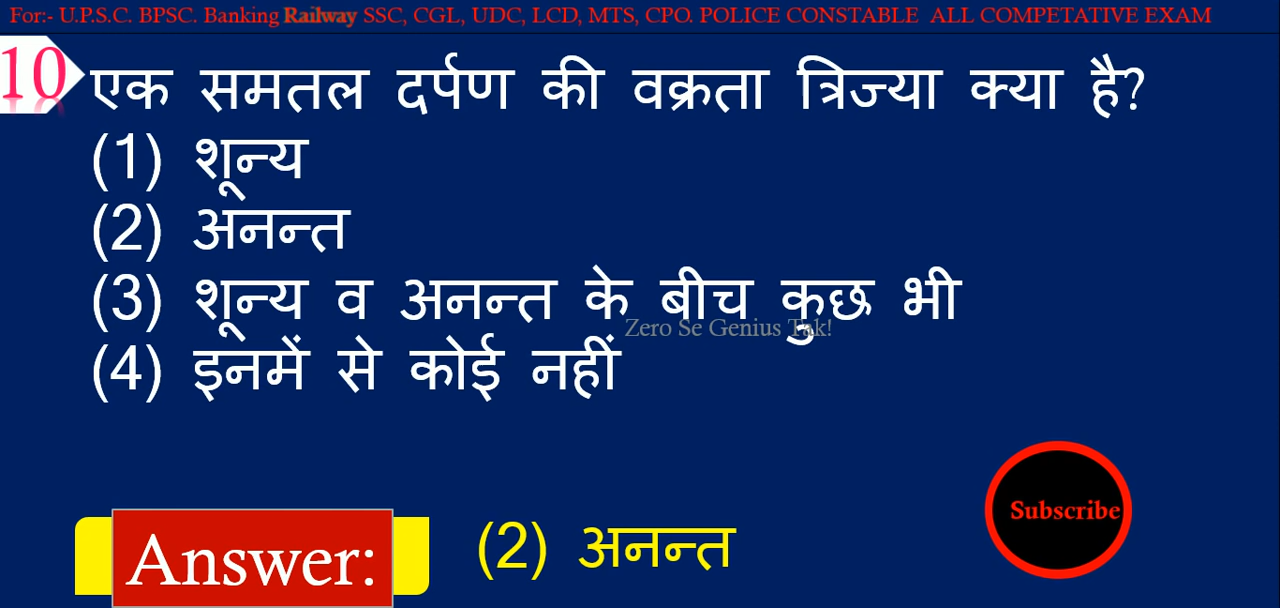 For:- U.P.S.C. BPSC. Banking Railway SSC, CGL, UDC, LCD, MTS, CPO. POLICE CONSTABLE ALL COMPETATIVE EXAM
10 एक समतल दर्पण की वक्रता त्रिज्या क्या है?
(1) शून्य
(2) अनन्त
(3) शून्य व अनन्त के बीच कुछ भी
Zero Se Genius Tak!
(4) इनमें से कोई नहीं
Subscribe
Answer: (2) अनन्त